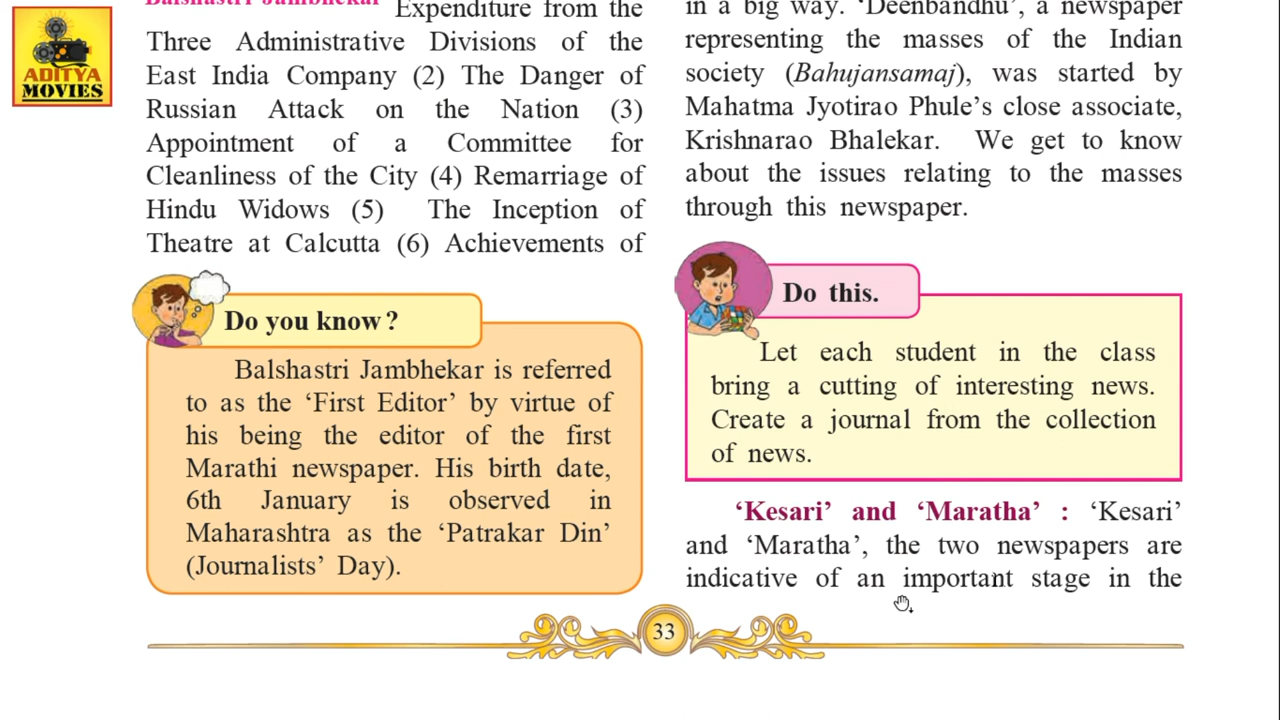 ADITYA
MOVIES
Balshastri Jambhekar
Expenditure from the
Three Administrative Divisions of the
East India Company (2) The Danger of
Russian Attack on the Nation (3)
Appointment of a Committee for
Cleanliness of the City (4) Remarriage of
Hindu Widows (5) The Inception of
Theatre at Calcutta (6) Achievements of
Do you know?
Balshastri Jambhekar is referred
to as the ‘First Editor’ by virtue of
his being the editor of the first
Marathi newspaper. His birth date,
6th January is observed in
Maharashtra as the ‘Patrakar Din’
(Journalists’ Day).
in a big way. ‘Deenbandhu’, a newspaper
representing the masses of the Indian
society (Bahujansamaj), was started by
Mahatma Jyotirao Phule’s close associate,
Krishnarao Bhalekar. We get to know
about the issues relating to the masses
through this newspaper.
Do this.
Let each student in the class
bring a cutting of interesting news.
Create a journal from the collection
of news.
‘Kesari’ and ‘Maratha’ : ‘Kesari’
and ‘Maratha’, the two newspapers are
indicative of an important stage in the
33